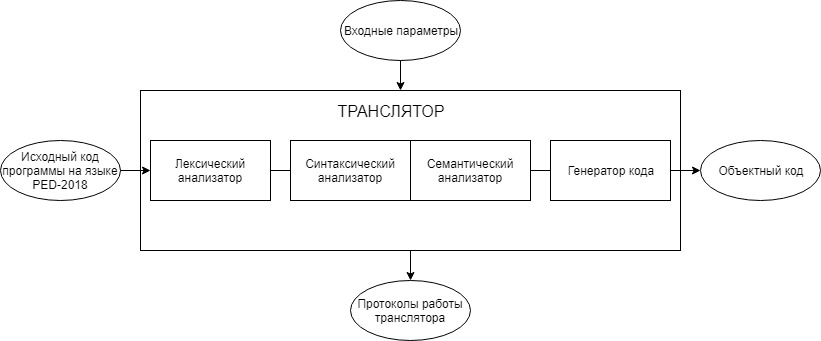 Входные параметры
ТРАНСЛЯТОР
Исходный код
программы на языке
PED-2018
Лексический
анализатор
Синтаксический
анализатор
Семантический
анализатор
Генератор кода
Объектный код
Протоколы работы
транслятора